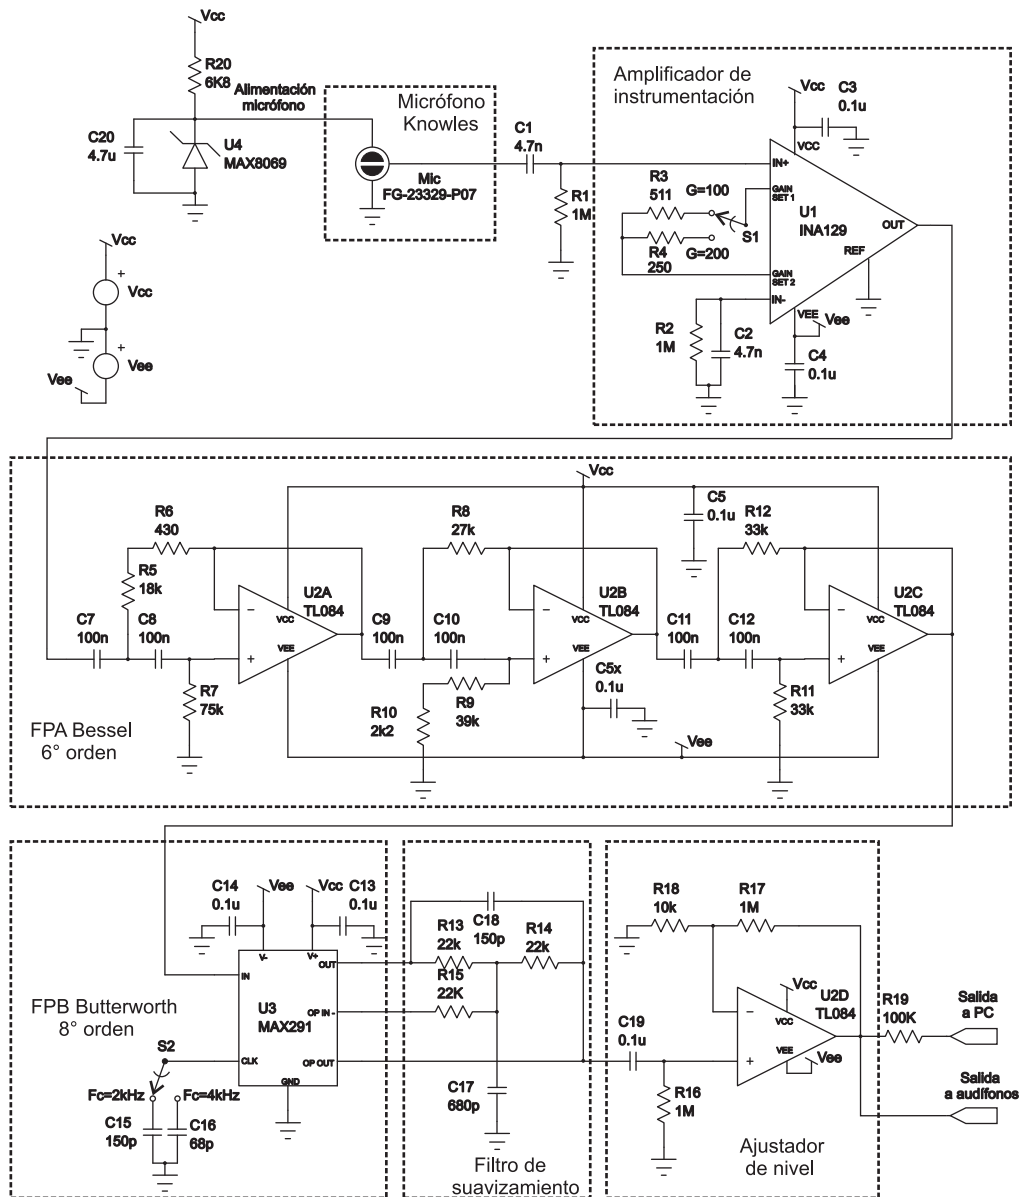 Vcc
R20
6K8
Alimentación
micrófono
C20
4.7u
U4
MAX8069
Micrófono
Knowles
Mic
FG-23329-P07
C1
4.7n
R1
1M
Vcc
Vcc
Vee
Vee
Amplificador de
instrumentación
Vcc
C3
0.1u
VCC
IN+
R3
511
G=100
GAIN
SET 1
S1
R4
250
G=200
U1
INA129
OUT
REF
GAIN
SET 2
IN-
VEE
Vee
R2
1M
C2
4.7n
C4
0.1u
Vcc
R6
430
R8
27k
C5
0.1u
R12
33k
R5
18k
U2A
TL084
U2B
TL084
U2C
TL084
C7
100n
C8
100n
VCC
VEE
C9
100n
C10
100n
VCC
VEE
C11
100n
C12
100n
VCC
VEE
R7
75k
R10
2k2
R9
39k
C5x
0.1u
R11
33k
Vee
FPA Bessel
6° orden
C14
0.1u
Vee
Vcc
C13
0.1u
V-
V+
OUT
IN
U3
MAX291
OP IN -
CLK
OP OUT
GND
FPB Butterworth
8° orden
S2
Fc=2kHz
Fc=4kHz
C15
150p
C16
68p
C18
150p
R13
22k
R14
22k
R15
22K
C17
680p
Filtro de
suavizamiento
R18
10k
R17
1M
Vcc
U2D
TL084
VCC
VEE
Vee
C19
0.1u
R16
1M
R19
100K
Salida
a PC
Salida
a audífonos
Ajustador
de nivel